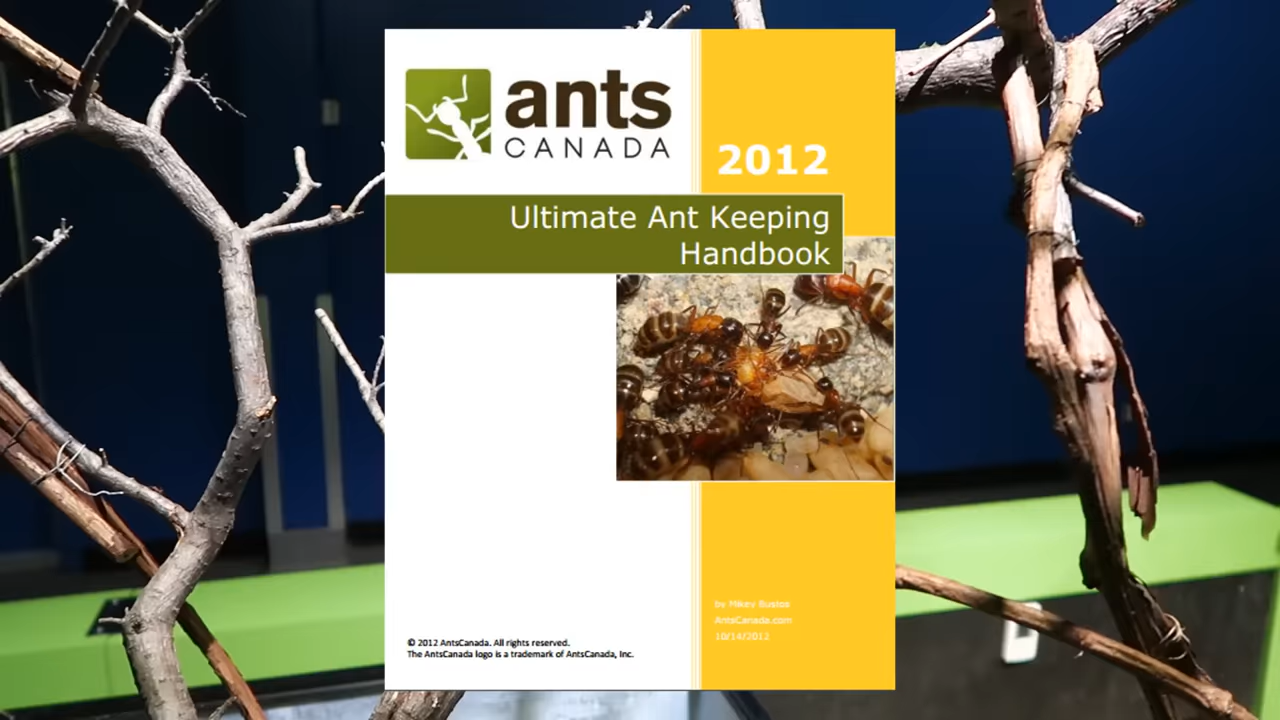 ants
CANADA
2012
Ultimate Ant Keeping
Handbook
by Mikey Bustos
AntsCanada.com
10/14/2012
© 2012 AntsCanada. All rights reserved.
The AntsCanada logo is a trademark of AntsCanada, Inc.